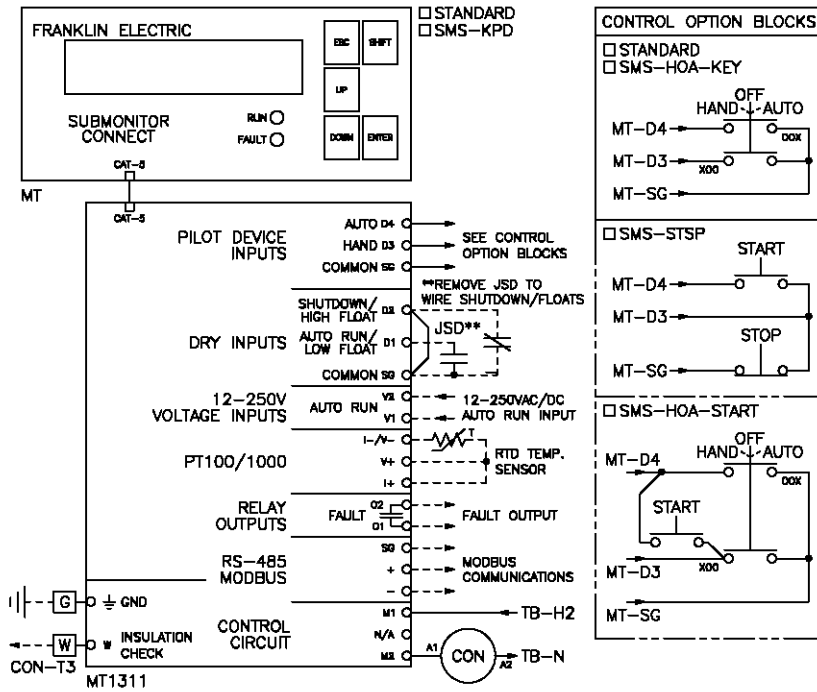 FRANKLIN ELECTRIC
ESC
SHIFT
UP
DOWN
ENTER
SUBMONITOR
CONNECT
RUN
FAULT
CAT-5
MT
STANDARD
SMS-KPD
CAT-5
PILOT DEVICE
INPUTS
AUTO D4
HAND D3
COMMON SG
SEE CONTROL
OPTION BLOCKS
**REMOVE JSD TO
WIRE SHUTDOWN/FLOATS
DRY INPUTS
SHUTDOWN/
HIGH FLOAT
D2
AUTO RUN/
LOW FLOAT
D1
COMMON SG
JSD**
12-250V
VOLTAGE INPUTS
AUTO RUN
V2
V1
12-250VAC/DC
AUTO RUN INPUT
PT100/1000
I-/V-
V+
I+
T
RTD TEMP.
SENSOR
RELAY
OUTPUTS
FAULT
O2
O1
FAULT OUTPUT
RS-485
MODBUS
SG
+
-
MODBUS
COMMUNICATIONS
G
GND
W
W
INSULATION
CHECK
CON-T3
CONTROL
CIRCUIT
M1
N/A
M2
TB-H2
A1
CON
A2
TB-N
MT1311
CONTROL OPTION BLOCKS
STANDARD
SMS-HOA-KEY
OFF
HAND AUTO
MT-D4
OOX
MT-D3
XOO
MT-SG
SMS-STSP
START
MT-D4
MT-D3
STOP
MT-SG
SMS-HOA-START
OFF
HAND AUTO
MT-D4
OOX
START
MT-D3
XOO
MT-SG